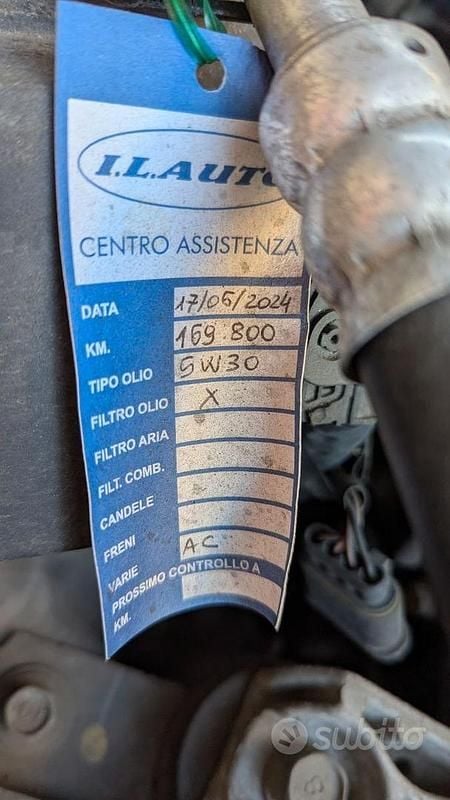 I.L.AUTO
CENTRO ASSISTENZA
DATA 17/05/2024
KM. 159.800
TIPO OLIO 5W30
FILTRO OLIO X
FILTRO ARIA
FILT. COMB.
CANDELE
FRENI
VARIE AC
PROSSIMO CONTROLLO A
KM.
subito